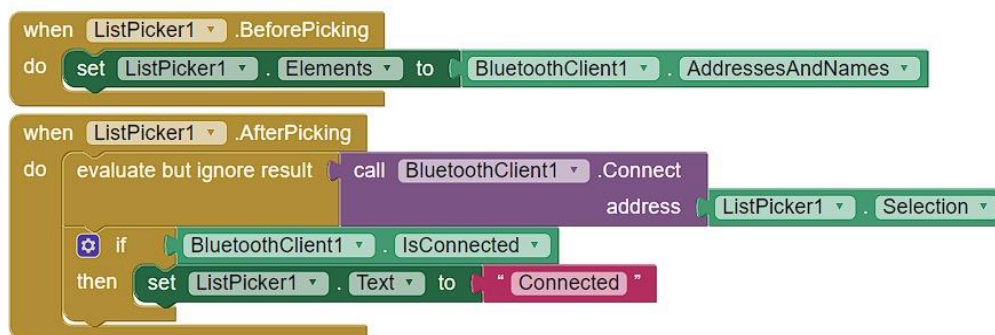 when ListPicker1 .BeforePicking
do set ListPicker1 . Elements to BluetoothClient1 . AddressesAndNames
when ListPicker1 .AfterPicking
do evaluate but ignore result call BluetoothClient1 .Connect
address ListPicker1 . Selection
if BluetoothClient1 . IsConnected
then set ListPicker1 . Text to " Connected "